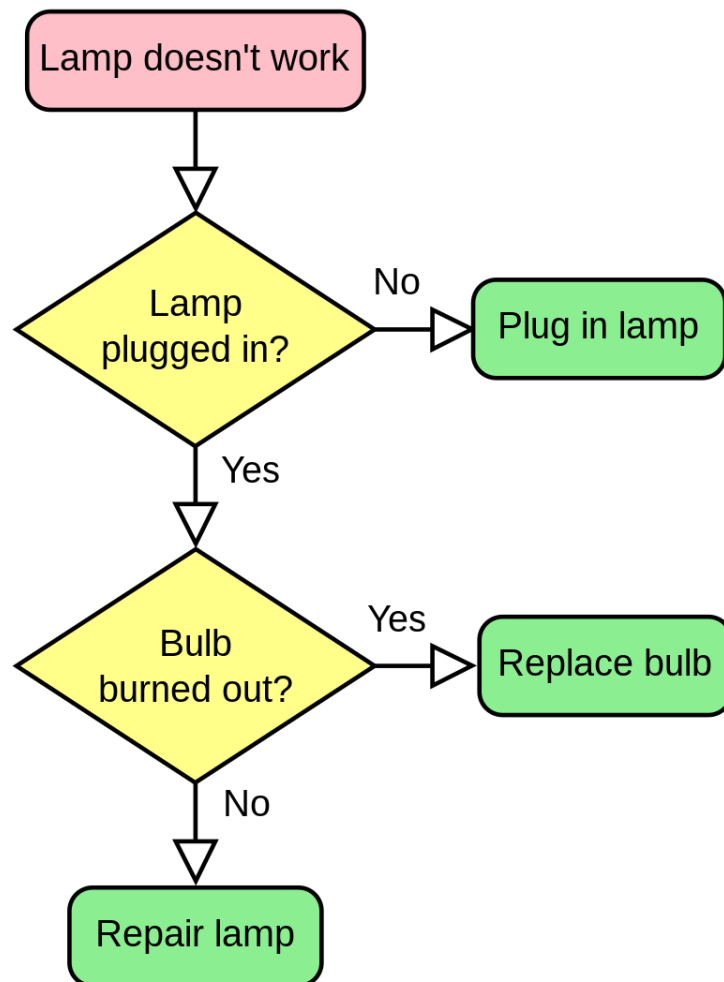 Lamp doesn't work
Lamp
plugged in?
No
Plug in lamp
Yes
Bulb
burned out?
Yes
Replace bulb
No
Repair lamp